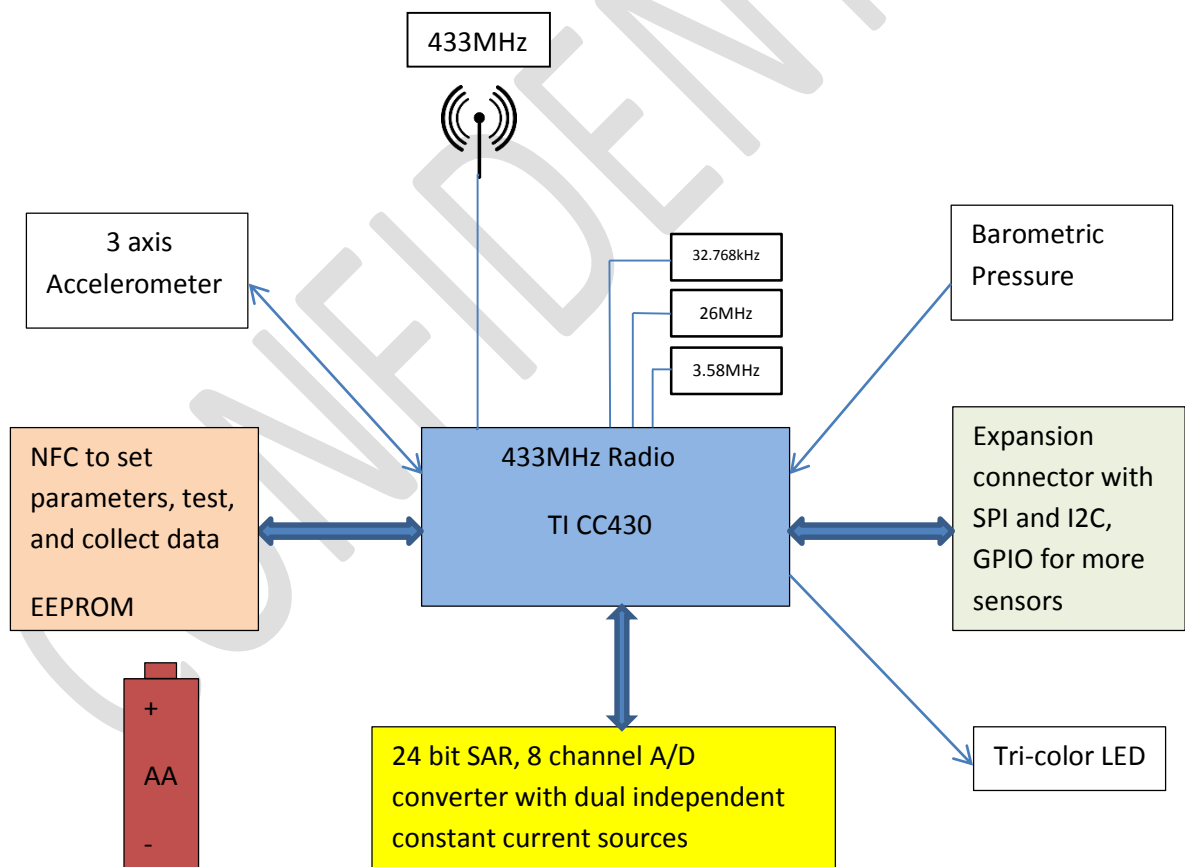 433MHz
3 axis
Accelerometer
32.768kHz
26MHz
3.58MHz
Barometric
Pressure
NFC to set
parameters, test,
and collect data
EEPROM
433MHz Radio
TI CC430
Expansion
connector with
SPI and I2C,
GPIO for more
sensors
+
AA
-
24 bit SAR, 8 channel A/D
converter with dual independent
constant current sources
Tri-color LED
CONFIDENT